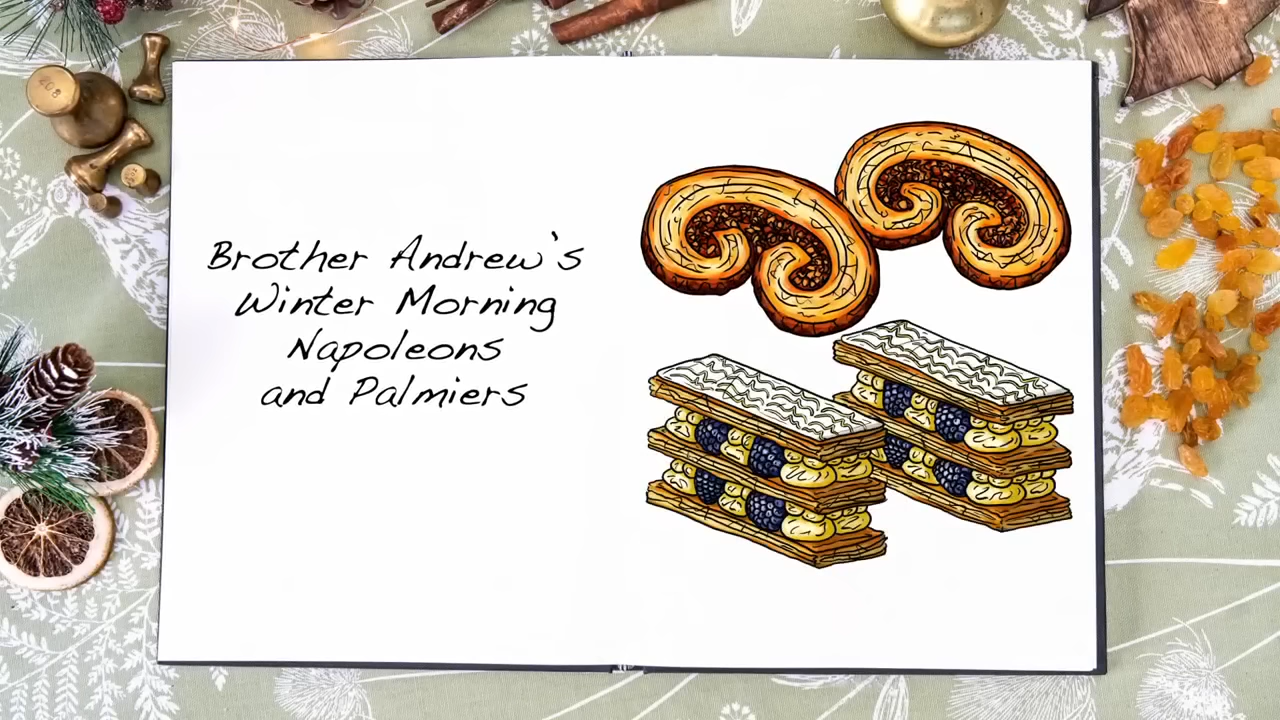 Brother Andrew's
Winter Morning
Napoleons
and Palmiers